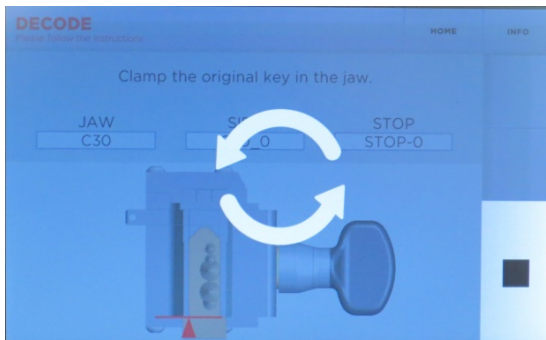 DECODE
Please follow the instructions
HOME
INFO
Clamp the original key in the jaw.
JAW
STOP
C30
STOP-0